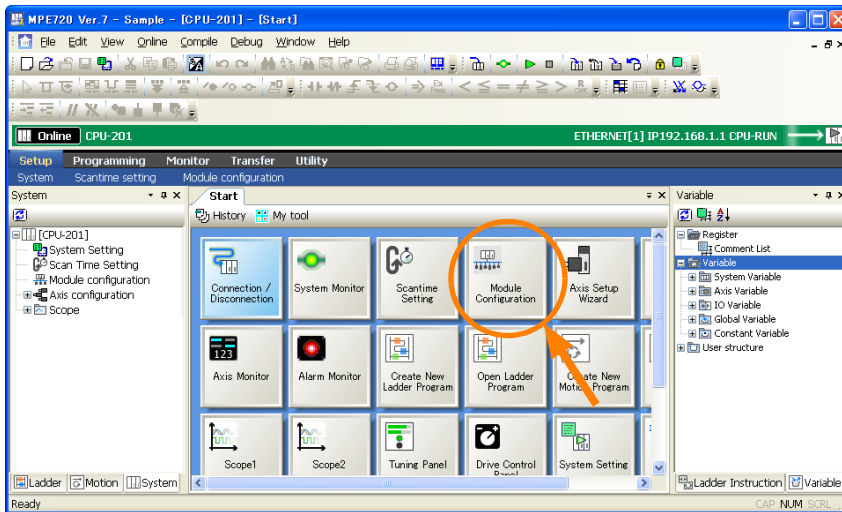 MPE720 Ver.7 - Sample - [CPU-201] - [Start]
File Edit View Online Compile Debug Window Help
Online CPU-201 ETHERNET[1] IP192.168.1.1 CPU-RUN
Setup Programming Monitor Transfer Utility
System Scantime setting Module configuration
System
[CPU-201]
System Setting
Scan Time Setting
Module configuration
Axis configuration
Scope
Ladder Motion System
Start
History My tool
Connection / Disconnection
System Monitor
Scantime Setting
Module Configuration
Axis Setup Wizard
123
Axis Monitor
Alarm Monitor
Create New Ladder Program
Open Ladder Program
Create New Motion Program
Scope1
Scope2
Tuning Panel
Drive Control Panel
System Setting
Variable
Register
Comment List
Variable
System Variable
Axis Variable
IO Variable
Global Variable
Constant Variable
User structure
Ladder Instruction Variable
Ready
CAP NUM SCRL